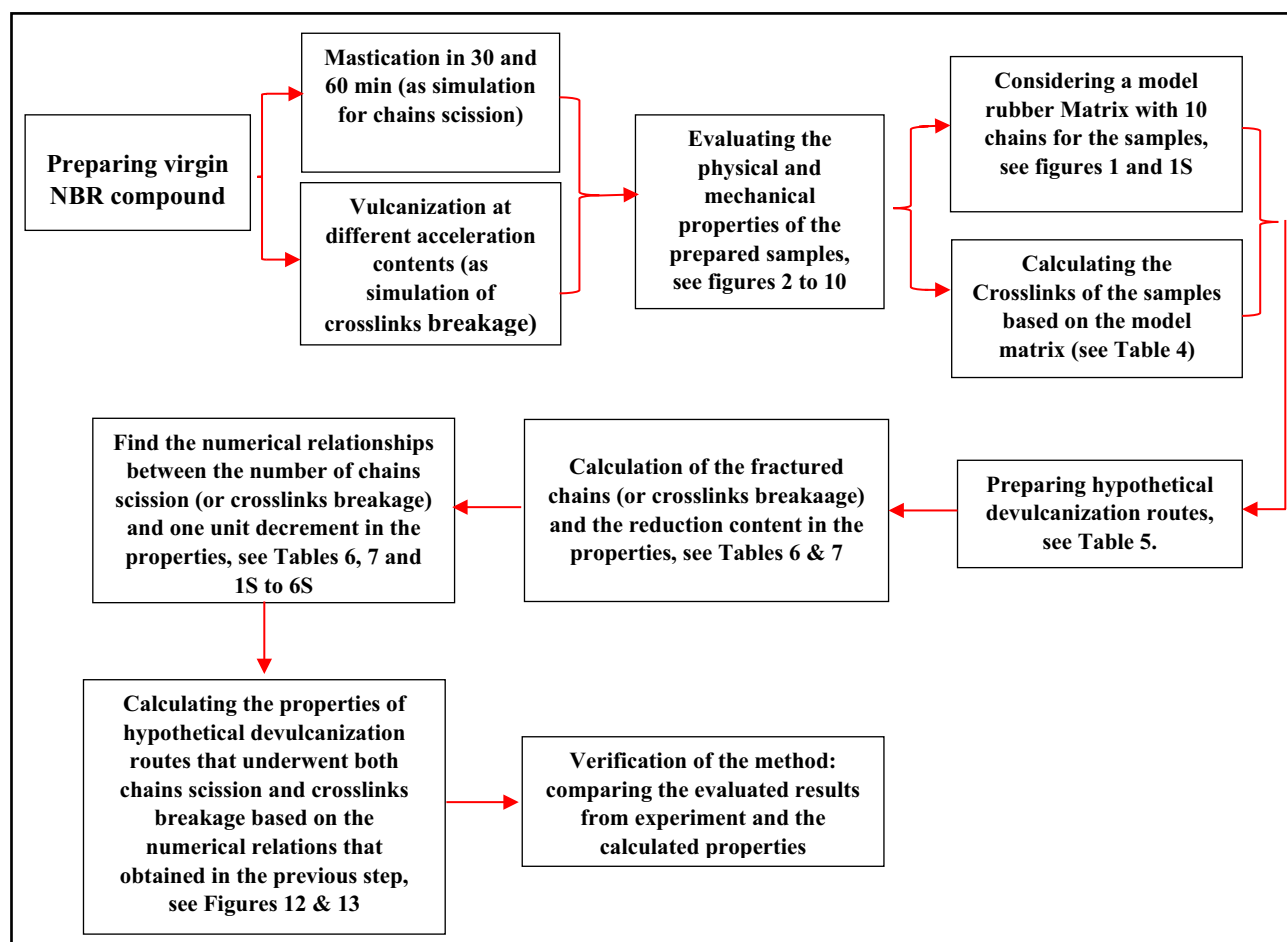 Preparing virgin
NBR compound
Mastication in 30 and
60 min (as simulation
for chains scission)
Vulcanization at
different acceleration
contents (as
simulation of
crosslinks breakage)
Evaluating the
physical and
mechanical
properties of the
prepared samples,
see figures 2 to 10
Considering a model
rubber Matrix with 10
chains for the samples,
see figures 1 and 1S
Calculating the
Crosslinks of the samples
based on the model
matrix (see Table 4)
Preparing hypothetical
devulcanization routes,
see Table 5.
Calculation of the fractured
chains (or crosslinks breakaage)
and the reduction content in the
properties, see Tables 6 & 7
Find the numerical relationships
between the number of chains
scission (or crosslinks breakage)
and one unit decrement in the
properties, see Tables 6, 7 and
1S to 6S
Calculating the properties of
hypothetical devulcanization
routes that underwent both
chains scission and crosslinks
breakage based on the
numerical relations that
obtained in the previous step,
see Figures 12 & 13
Verification of the method:
comparing the evaluated results
from experiment and the
calculated properties